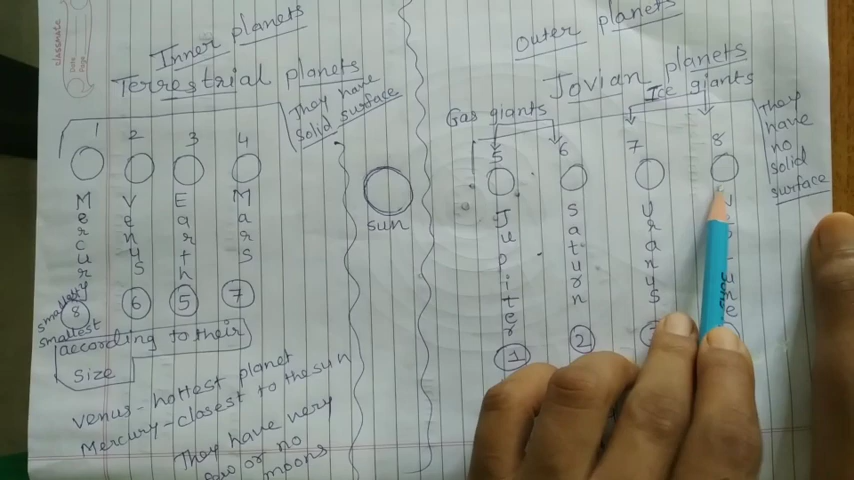 classmate
Date
Page
Inner planets
Terrestrial planets
They have
solid surface
1 2 3 4
Mercury
Venus
Earth
Mars
smallest
smallest
8 6 5 7
according to their
Size
Venus - hottest planet
Mercury - closest to the sun
They have very
few or no
moons
sun
Outer planets
Jovian planets
Gas giants
Ice giants
They
have
no
solid
surface
5 6 7 8
Jupiter
Saturn
Uranus
1 2